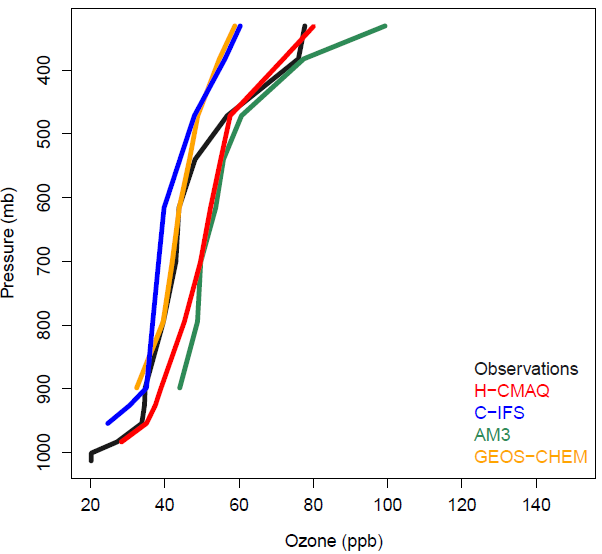 400
500
600
700
800
900
1000
Pressure (mb)
Observations
H−CMAQ
C−IFS
AM3
GEOS−CHEM
20 40 60 80 100 120 140
Ozone (ppb)